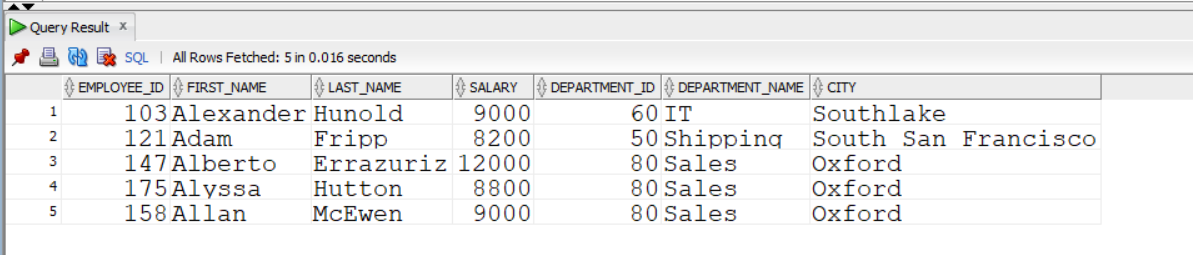 Query Result x
SQL | All Rows Fetched: 5 in 0.016 seconds
EMPLOYEE_ID FIRST_NAME LAST_NAME SALARY DEPARTMENT_ID DEPARTMENT_NAME CITY
1 103 Alexander Hunold 9000 60 IT Southlake
2 121 Adam Fripp 8200 50 Shipping South San Francisco
3 147 Alberto Errazuriz 12000 80 Sales Oxford
4 175 Alyssa Hutton 8800 80 Sales Oxford
5 158 Allan McEwen 9000 80 Sales Oxford